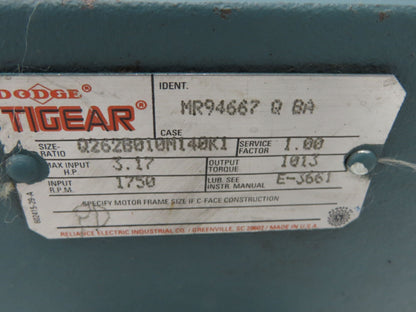 DODGE®
TIGEAR®
IDENT.
MR94667 Q BA
CASE
SIZE-RATIO Q262B010M140K1 SERVICE FACTOR 1.00
MAX INPUT H.P. 3.17 OUTPUT TORQUE 1013
INPUT R.P.M. 1750 LUB. SEE INSTR. MANUAL E-3661
SPECIFY MOTOR FRAME SIZE IF C-FACE CONSTRUCTION
RELIANCE ELECTRIC INDUSTRIAL CO. / GREENVILLE, SC 29602 / MADE IN U.S.A.